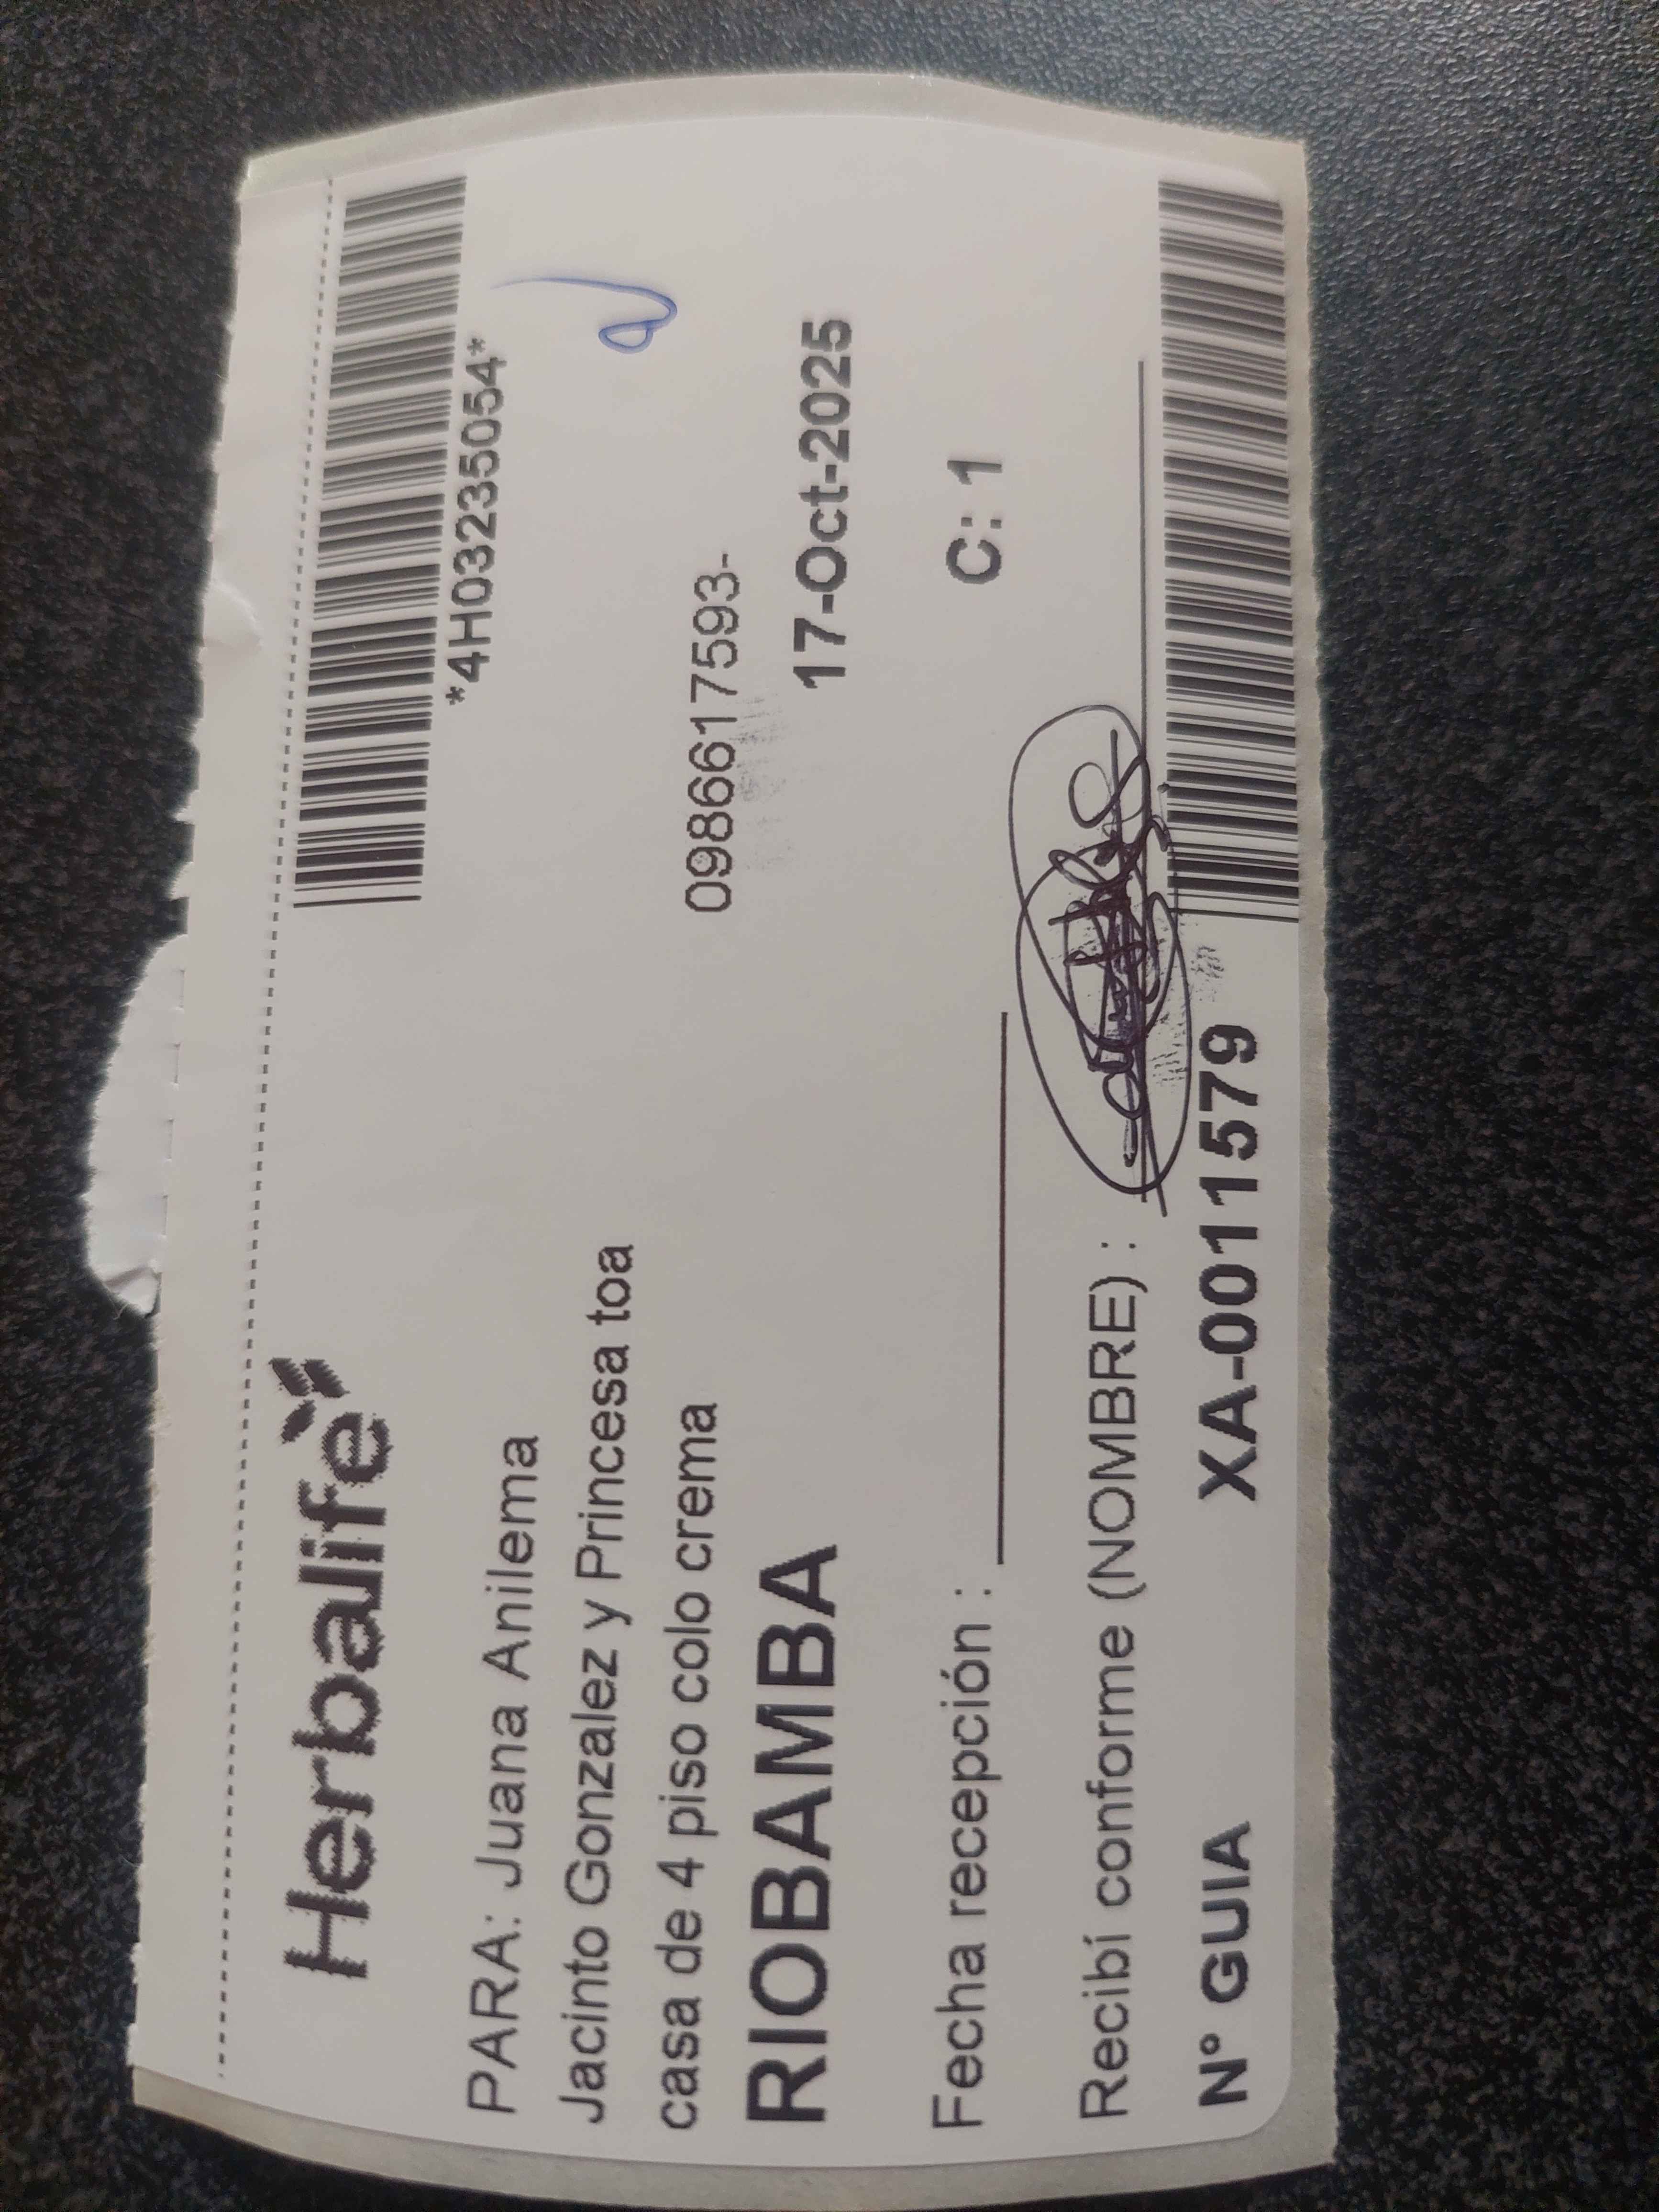 Herbalife
*4H03235054*
PARA: Juana Anilema
Jacinto Gonzalez y Princesa toa
casa de 4 piso colo crema
0986617593-
RIOBAMBA
17-Oct-2025
Fecha recepción :
C: 1
Recibí conforme (NOMBRE) :
N° GUIA XA-0011579